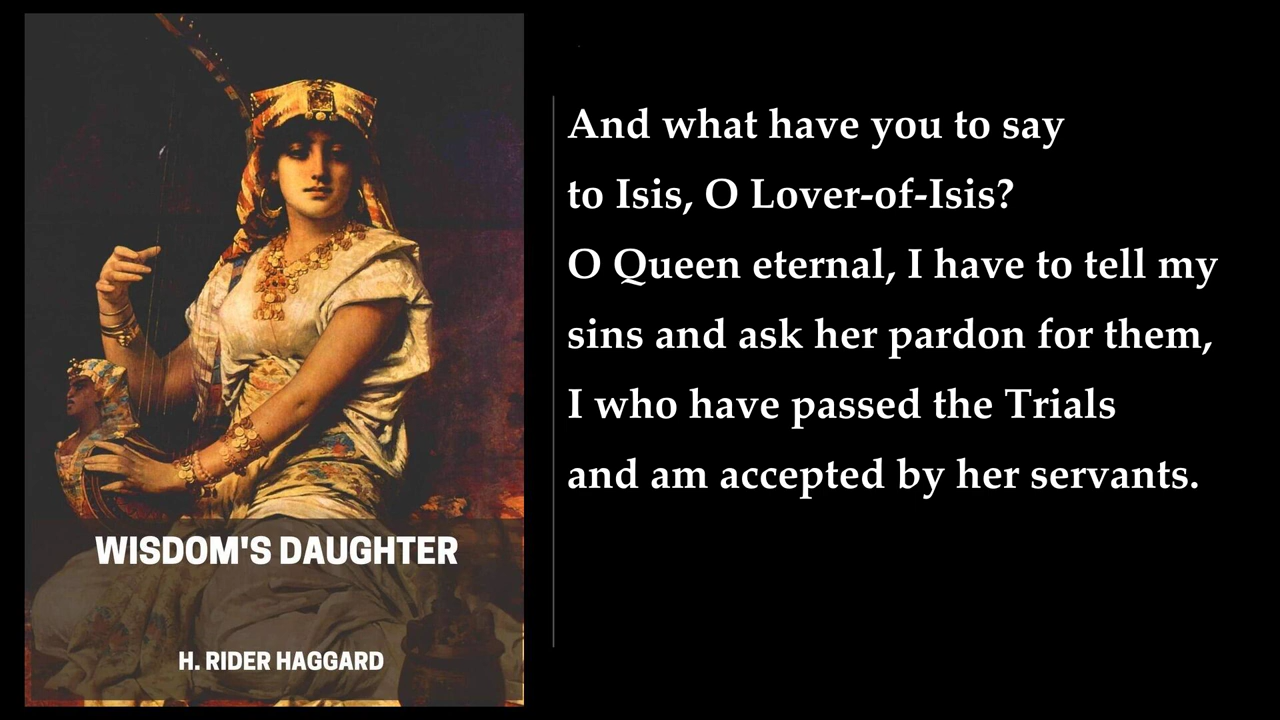 WISDOM'S DAUGHTER
H. RIDER HAGGARD
And what have you to say
to Isis, O Lover-of-Isis?
O Queen eternal, I have to tell my
sins and ask her pardon for them,
I who have passed the Trials
and am accepted by her servants.